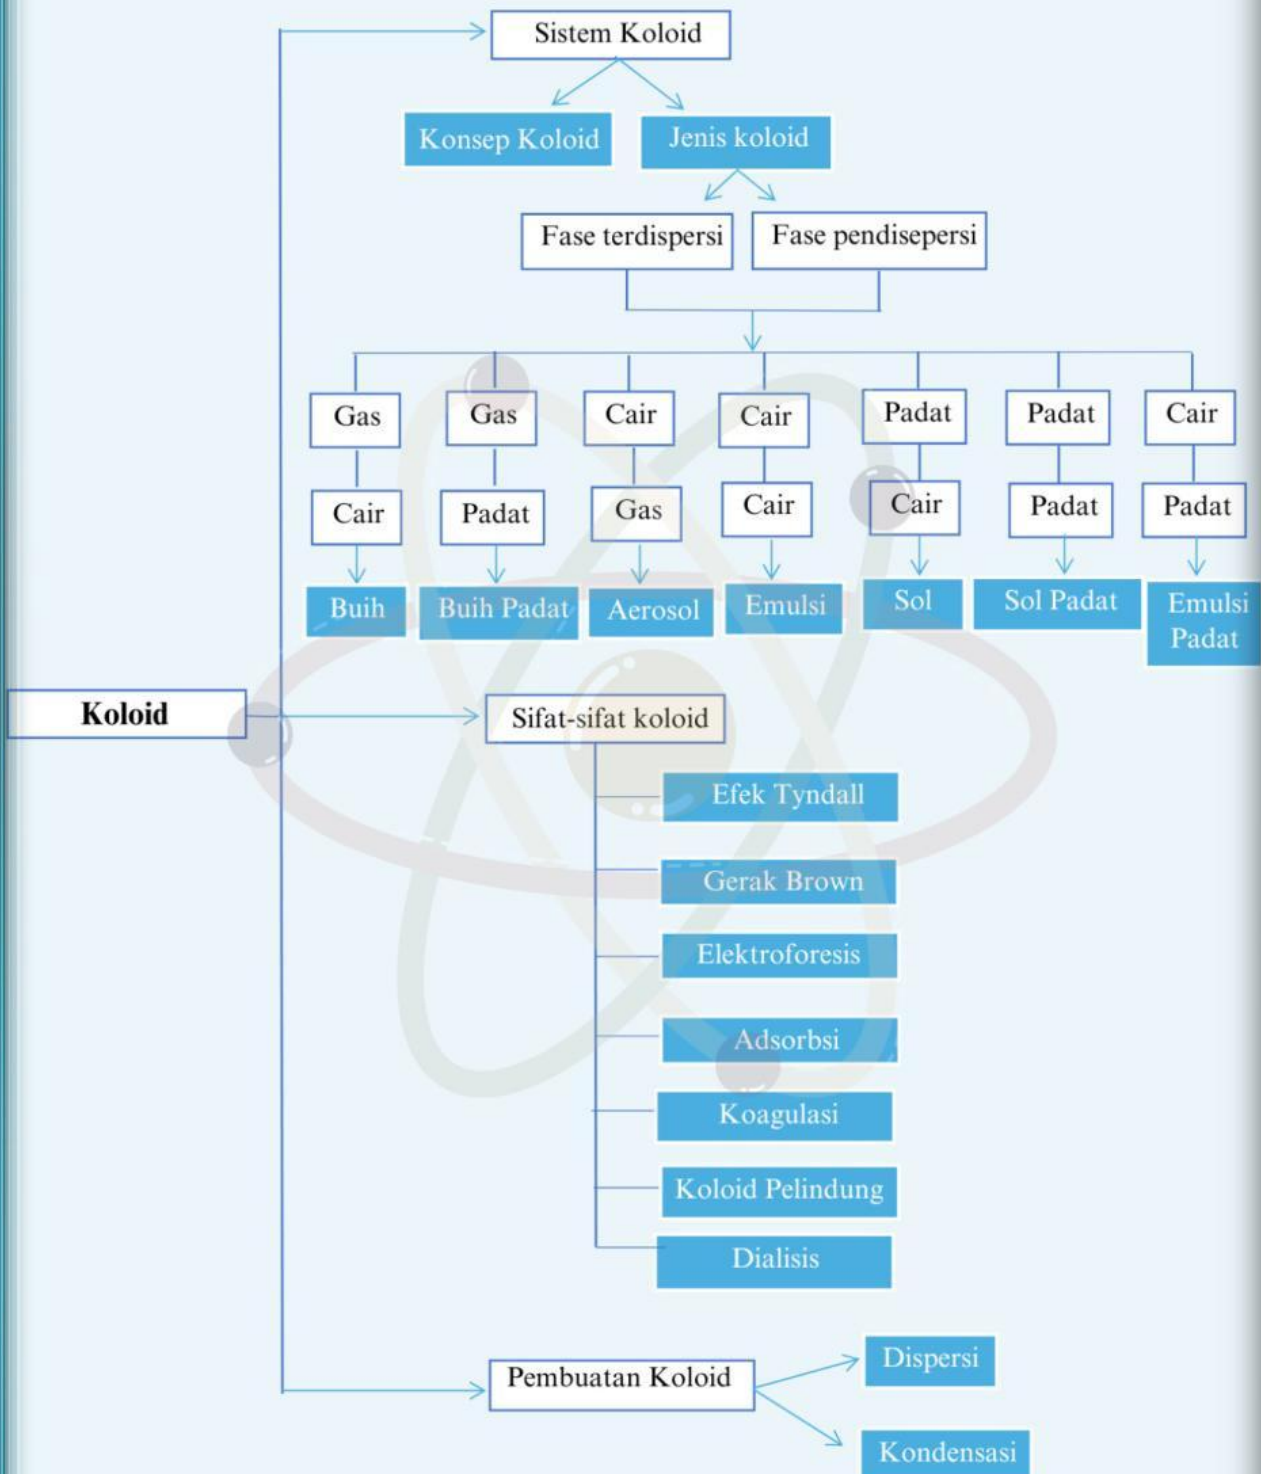 Sistem Koloid
Konsep Koloid
Jenis koloid
Fase terdispersi
Fase pendisepersi
Gas
Gas
Cair
Cair
Padat
Padat
Cair
Cair
Padat
Gas
Cair
Cair
Padat
Padat
Buih
Buih Padat
Aerosol
Emulsi
Sol
Sol Padat
Emulsi
Padat
Koloid
Sifat-sifat koloid
Efek Tyndall
Gerak Brown
Elektroforesis
Adsorbsi
Koagulasi
Koloid Pelindung
Dialisis
Pembuatan Koloid
Dispersi
Kondensasi